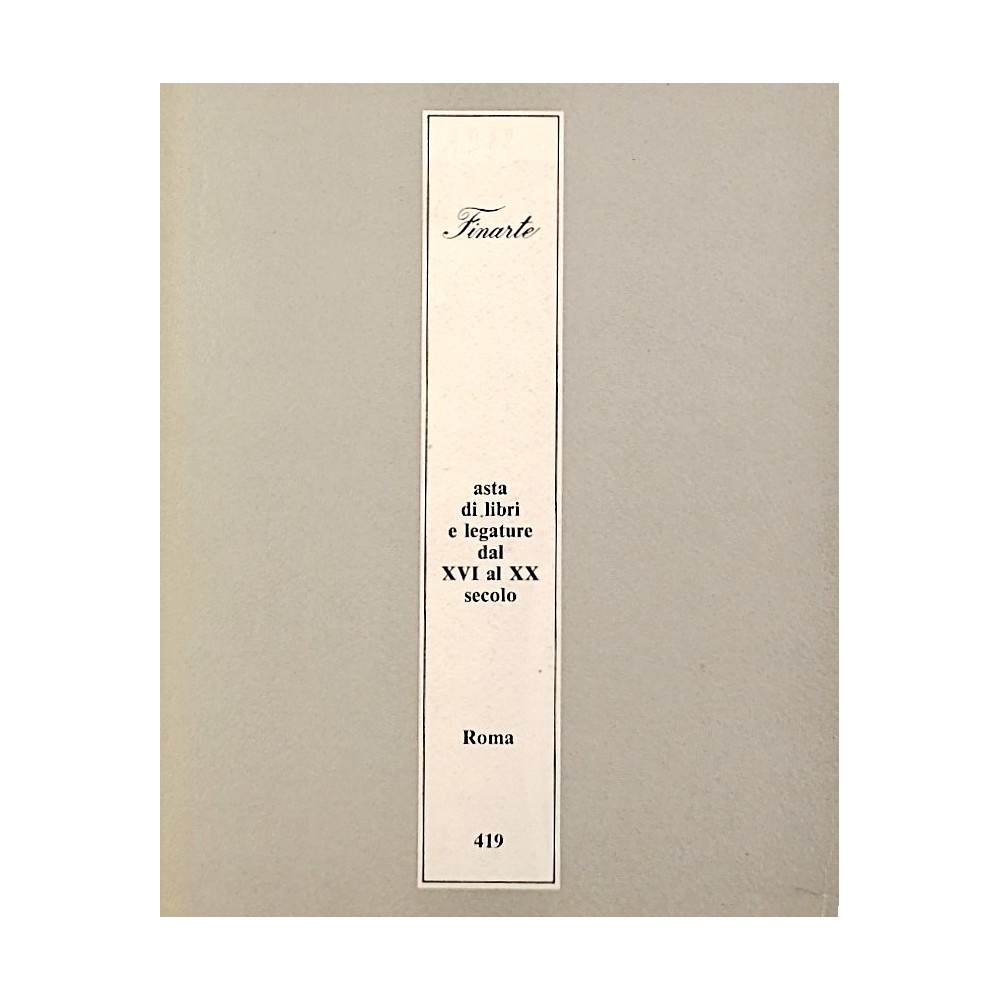 Finarte
asta
di libri
e legature
dal
XVI al XX
secolo
Roma
419